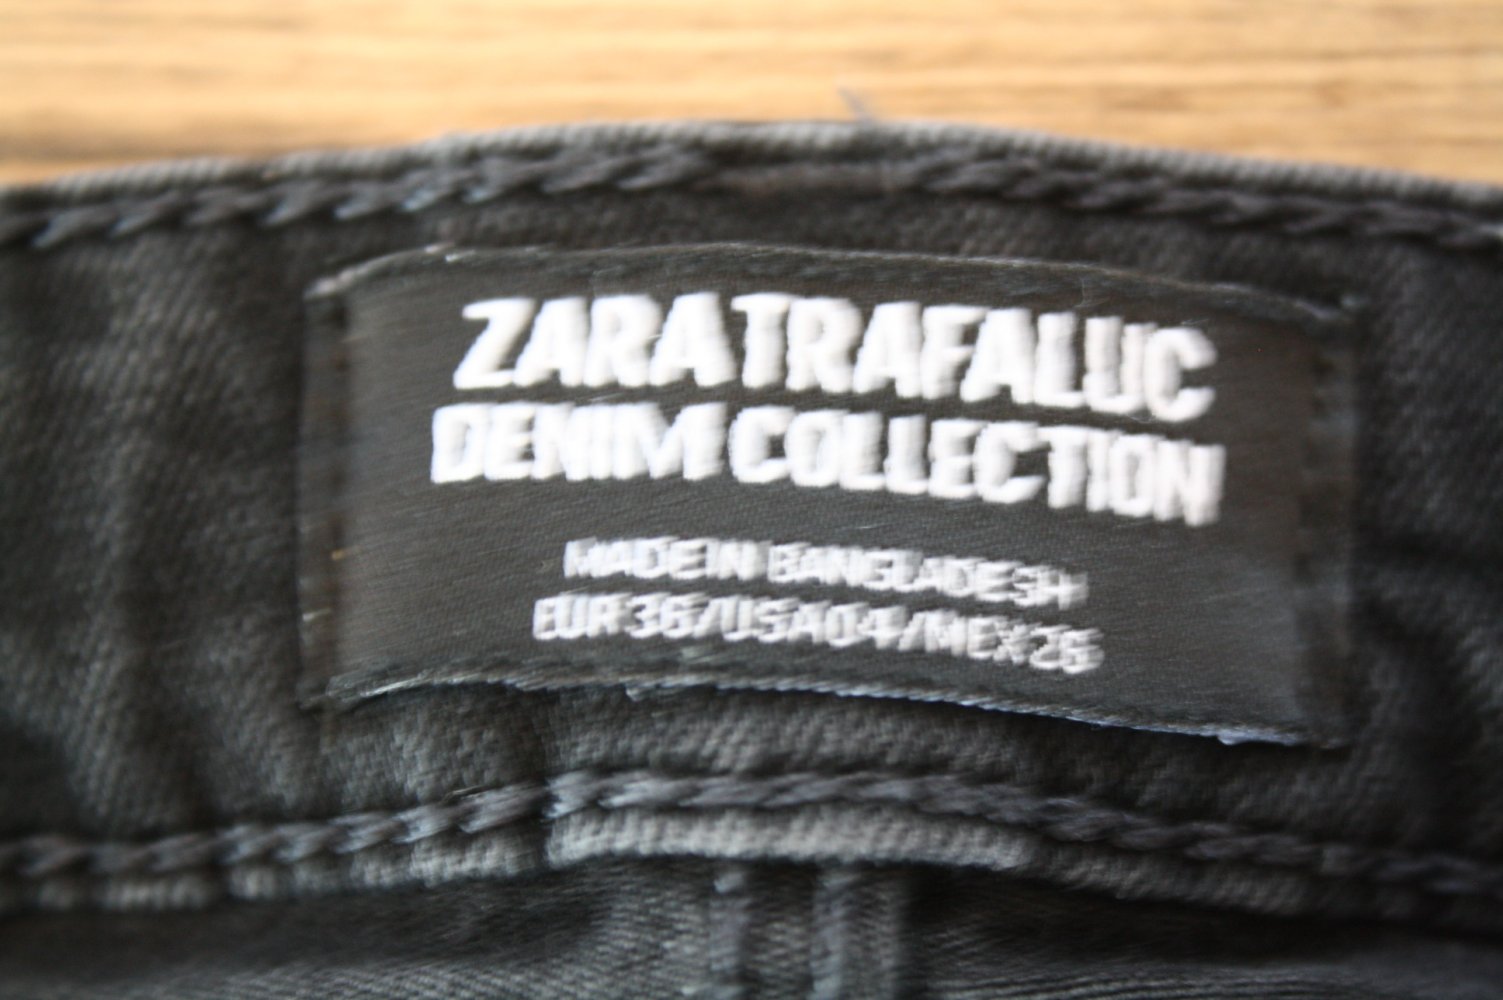 ZARA TRAFALUC
DENIM COLLECTION
MADE IN BANGLADESH
EUR 36/USA 04/MEX 26